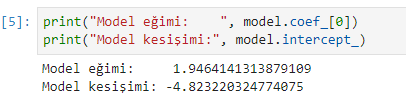 [5]: print("Model eğimi:    ", model.coef_[0])
print("Model kesişimi:", model.intercept_)
Model eğimi:     1.9464141313879109
Model kesişimi: -4.823220324774075